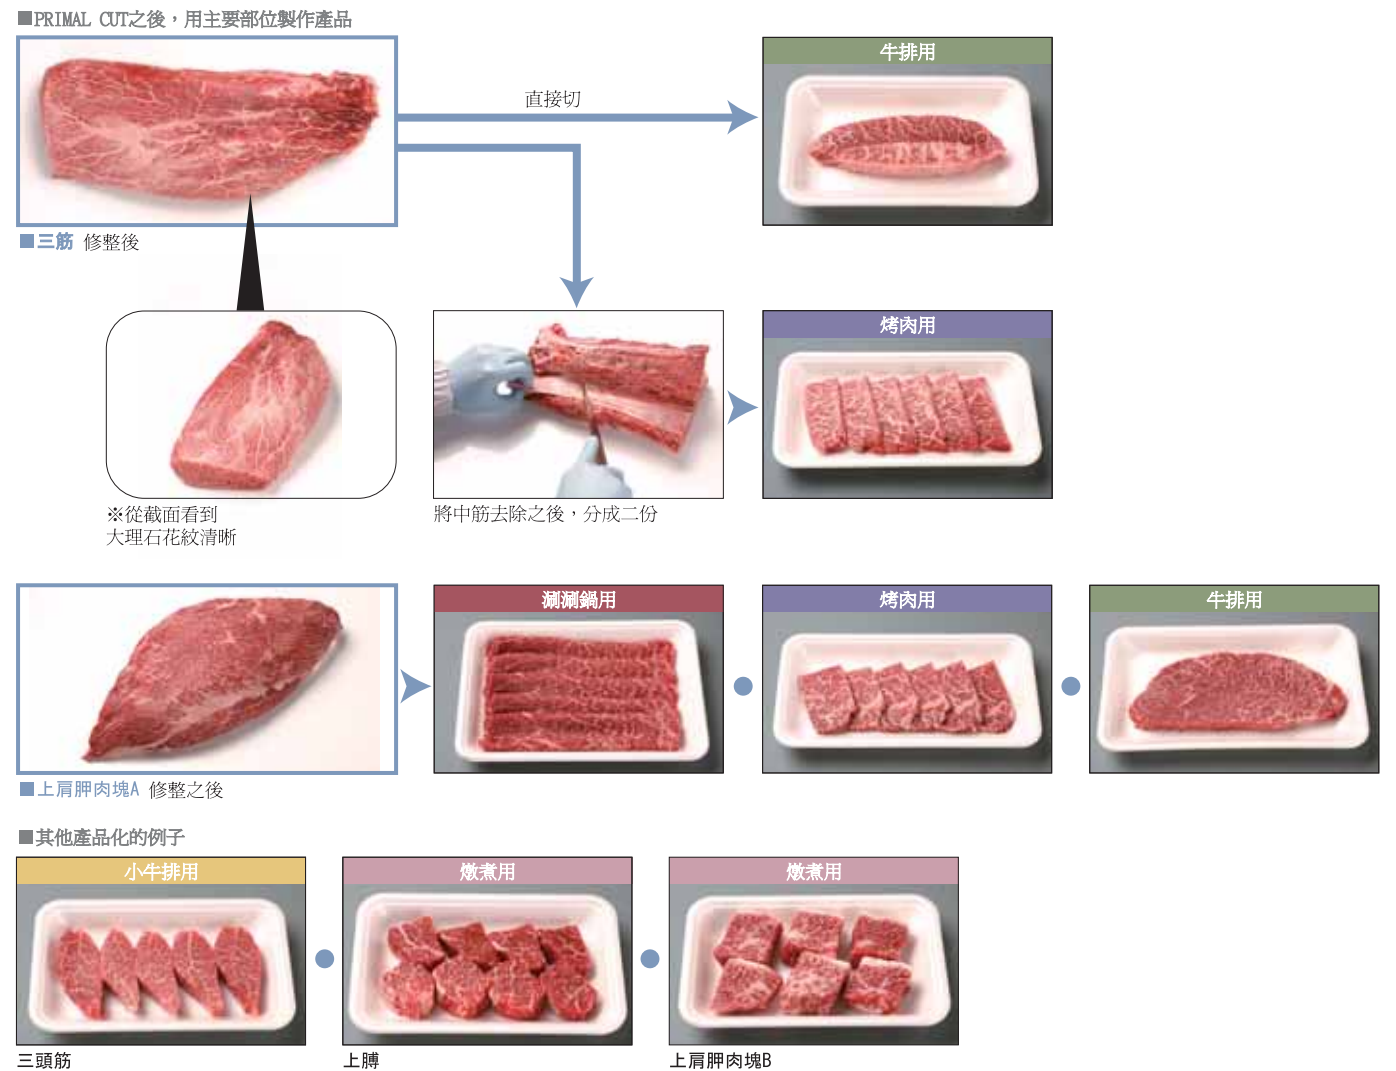 ■PRIMAL CUT之後，用主要部位製作產品
牛排用
直接切
■三筋 修整後
烤肉用
※從截面看到
大理石花紋清晰
將中筋去除之後，分成二份
涮涮鍋用
烤肉用
牛排用
■上肩胛肉塊A 修整之後
■其他產品化的例子
小牛排用
燉煮用
燉煮用
三頭筋
上膊
上肩胛肉塊B